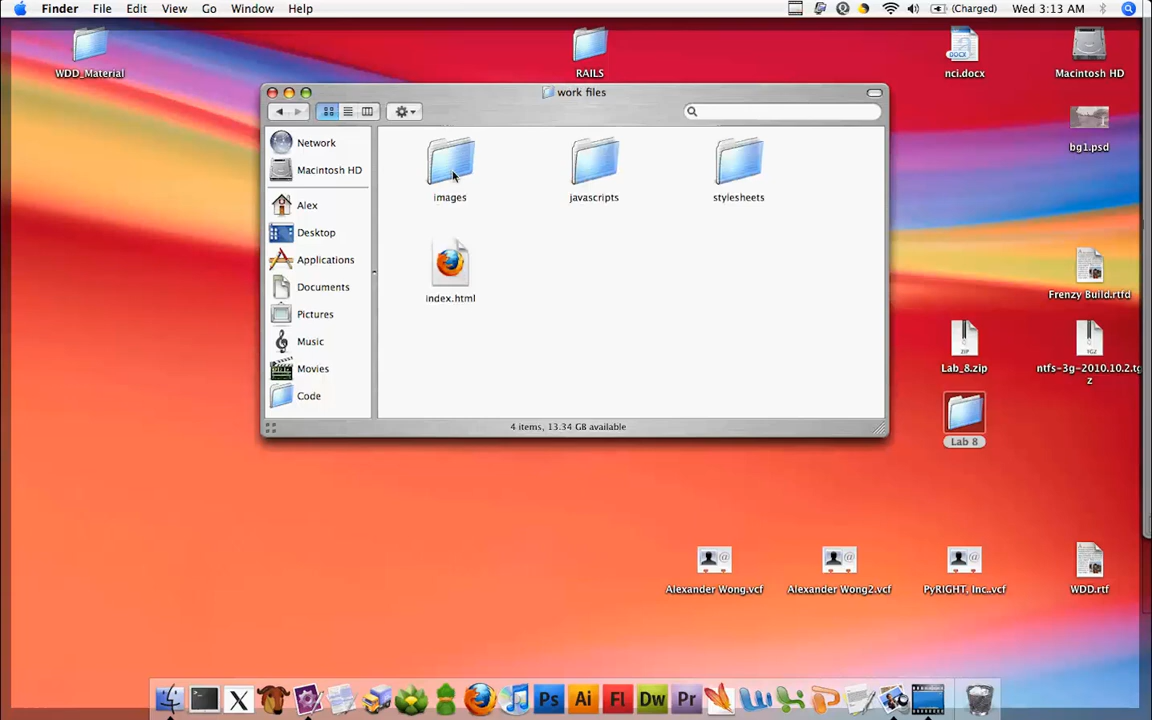 Finder File Edit View Go Window Help (Charged) Wed 3:13 AM
WDD_Material
RAILS
nci.docx
Macintosh HD
work files
bg1.psd
Network
Macintosh HD
Alex
Desktop
Applications
Documents
Pictures
Music
Movies
Code
images
javascripts
stylesheets
index.html
4 items, 13.34 GB available
Frenzy Build.rtfd
ZIP
Lab_8.zip
TGZ
ntfs-3g-2010.10.2.tg
z
Lab 8
Alexander Wong.vcf
Alexander Wong2.vcf
PyRIGHT, Inc..vcf
WDD.rtf
DOCX
X
Ps
Ai
Fl
Dw
Pr